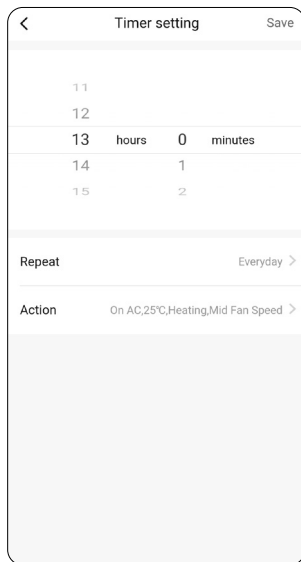 Timer setting Save
11
12
13 hours 0 minutes
14 1
15 2
Repeat Everyday
Action On AC,25℃,Heating,Mid Fan Speed